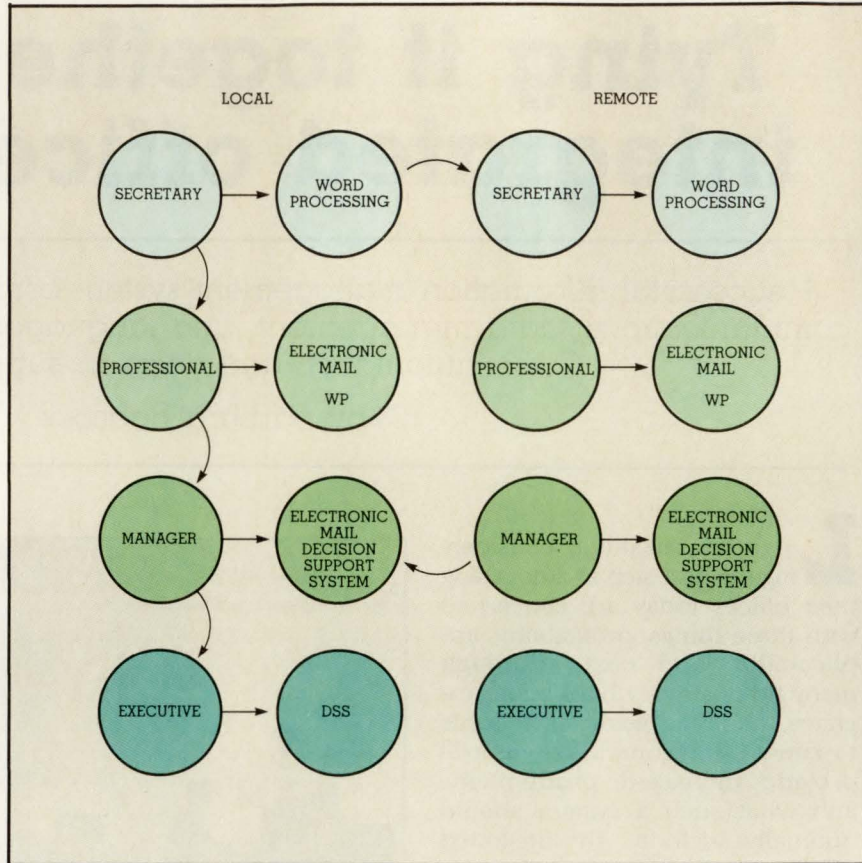 LOCAL
REMOTE
SECRETARY
WORD
PROCESSING
SECRETARY
WORD
PROCESSING
PROFESSIONAL
ELECTRONIC
MAIL
WP
PROFESSIONAL
ELECTRONIC
MAIL
WP
MANAGER
ELECTRONIC
MAIL
DECISION
SUPPORT
SYSTEM
MANAGER
ELECTRONIC
MAIL
DECISION
SUPPORT
SYSTEM
EXECUTIVE
DSS
EXECUTIVE
DSS